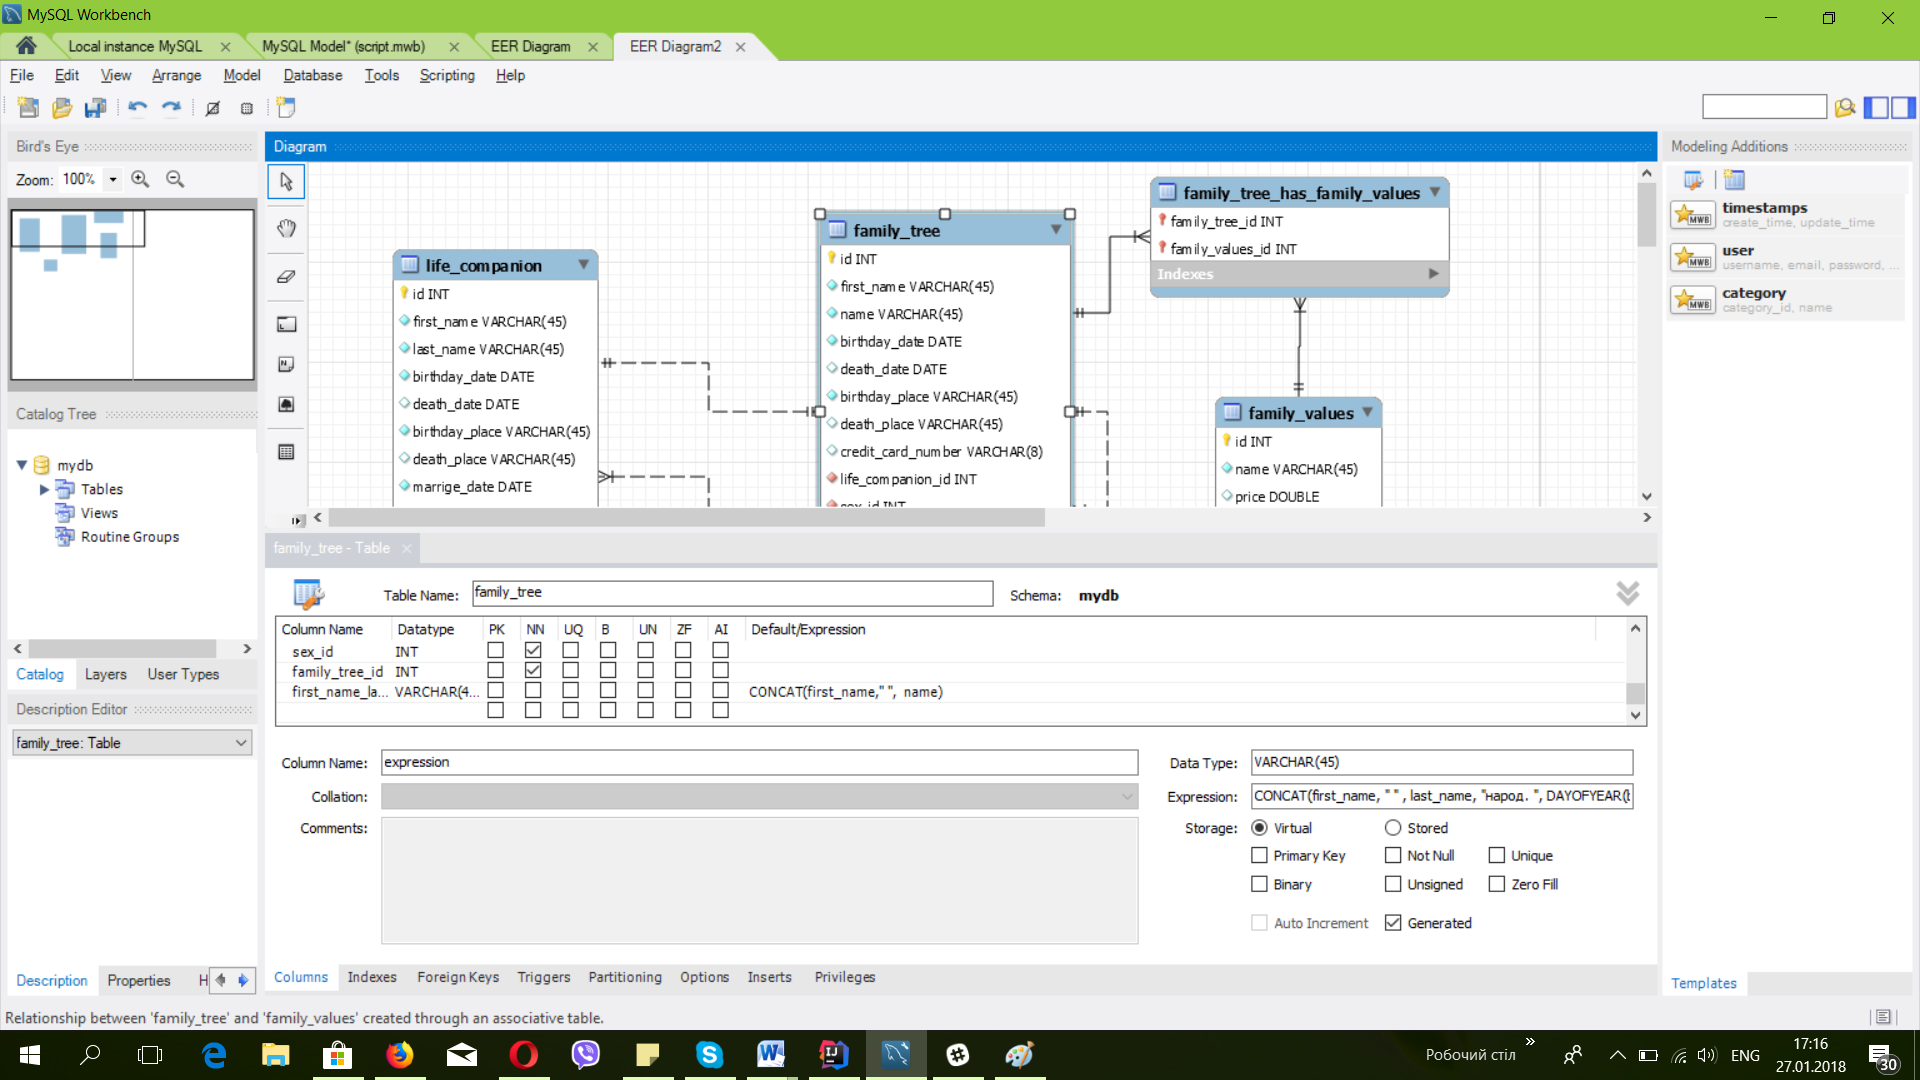 MySQL Workbench
Local instance MySQL
MySQL Model* (script.mwb)
EER Diagram
EER Diagram2
File Edit View Arrange Model Database Tools Scripting Help
Bird's Eye
Zoom: 100%
Catalog Tree
mydb
Tables
Views
Routine Groups
Catalog Layers User Types
Description Editor
family_tree: Table
Description Properties H
Diagram
life_companion
id INT
first_name VARCHAR(45)
last_name VARCHAR(45)
birthday_date DATE
death_date DATE
birthday_place VARCHAR(45)
death_place VARCHAR(45)
marrige_date DATE
family_tree
id INT
first_name VARCHAR(45)
name VARCHAR(45)
birthday_date DATE
death_date DATE
birthday_place VARCHAR(45)
death_place VARCHAR(45)
credit_card_number VARCHAR(8)
life_companion_id INT
sex_id INT
family_tree_has_family_values
family_tree_id INT
family_values_id INT
Indexes
family_values
id INT
name VARCHAR(45)
price DOUBLE
family_tree - Table
Table Name: family_tree Schema: mydb
Column Name Datatype PK NN UQ B UN ZF AI Default/Expression
sex_id INT
family_tree_id INT
first_name_la... VARCHAR(4... CONCAT(first_name," ", name)
Column Name: expression
Collation:
Comments:
Data Type: VARCHAR(45)
Expression: CONCAT(first_name, " " , last_name, "народ. ", DAYOFYEAR(
Storage: Virtual Stored
Primary Key Not Null Unique
Binary Unsigned Zero Fill
Auto Increment Generated
Columns Indexes Foreign Keys Triggers Partitioning Options Inserts Privileges
Modeling Additions
timestamps
create_time, update_time
user
username, email, password, ...
category
category_id, name
MWB
MWB
MWB
Templates
Relationship between 'family_tree' and 'family_values' created through an associative table.
Робочий стіл
ENG
17:16
27.01.2018
30